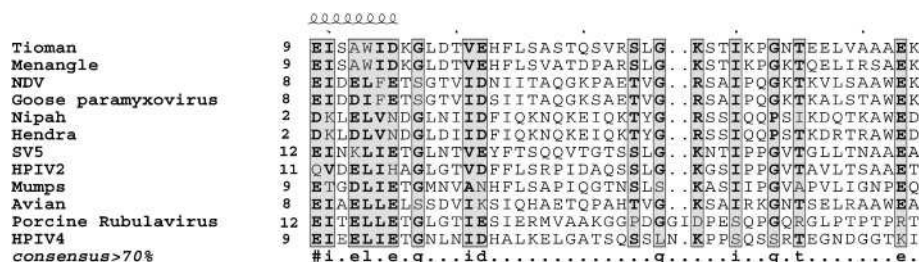 Tioman 9 EISAWIDKGLDTVEHFLSASTQSVRSLG..KSTIKPGNTEELVAAAEK
Menangle 9 EISAWIDKGLDTVEHFLSVATDPARSLG..KSTIKPGKTQELIRSAEK
NDV 8 EIDELFETSGTVIDNIITAQGKPAETVG..RSAIPQGKTKVLSAAWEK
Goose paramyxovirus 8 EIDDIFETSGTVIDSIITAQGKSAETVG..RSAIPQGKTKALSTAWEK
Nipah 2 DKLELVNDGLNIIDFIQKNQKEIQKTYG..RSSIQQPSIKDQTKAWED
Hendra 2 DKLDLVNDGLDIIDFIQKNQKEIQKTYG..RSSIQQPSTKDRTRAWED
SV5 12 EINKLIETGLNTVEYFTSQQVTGTSSLG..KNTIPPGVTGLLTNAAEA
HPIV2 11 QVDELIHAGLGTVDFFLSRPIDAQSSLG..KGSIPPGVTAVLTSAAET
Mumps 9 ETGDLIETGMNVANHFLSAPIQGTNSLS..KASIIPGVAPVLIGNPEQ
Avian 8 EIAELLELSSDVIKSIQHAETQPAHTVG..KSAIRKGNTSELRAAWEA
Porcine Rubulavirus 12 EITELLETGLGTIESIERMVAAKGGPDGGIDPESQPGQRGLPTPTPRT
HPIV4 9 EIEELIETGNLNIDHALKELGATSQSSLN.KPPSQSSRTEGNDGGTKI
consensus>70% #i.el.e.g...id.............g.....i..g.t.......e.